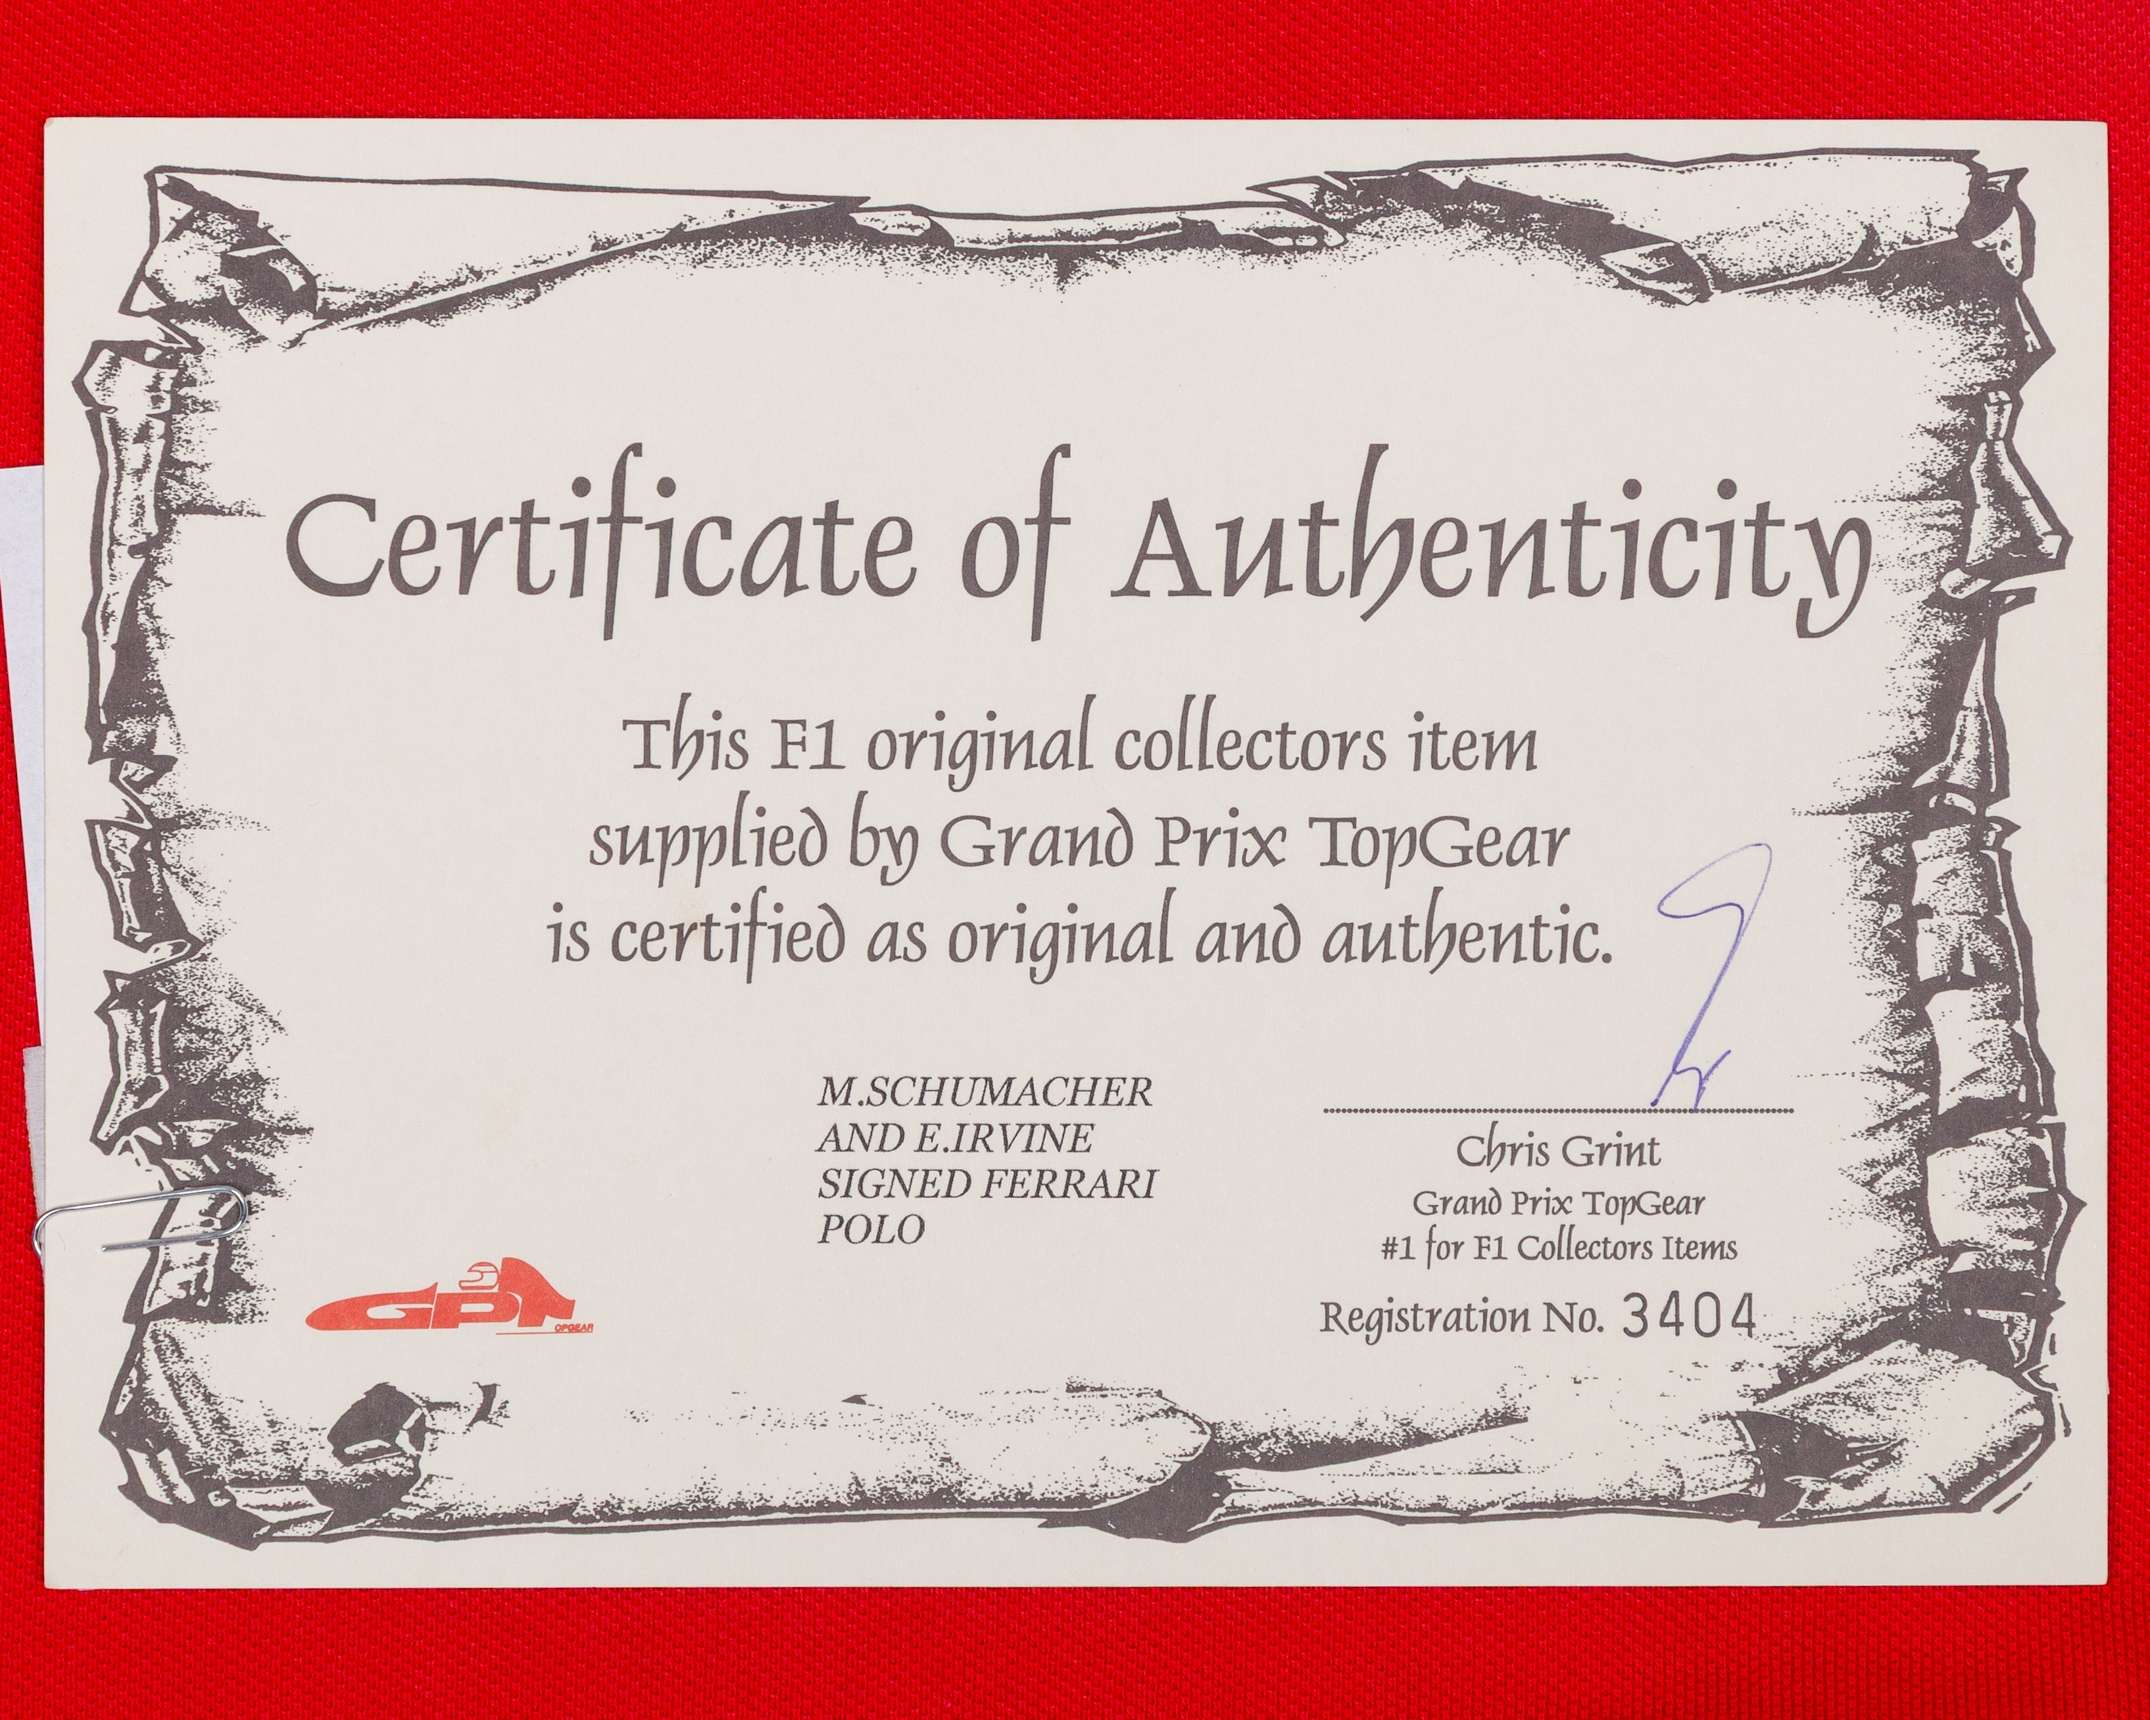 Certificate of Authenticity
This F1 original collectors item
supplied by Grand Prix TopGear
is certified as original and authentic.
M.SCHUMACHER
AND E.IRVINE
SIGNED FERRARI
POLO
Chris Grint
Grand Prix TopGear
#1 for F1 Collectors Items
Registration No. 3404
GPT
OPGEAR